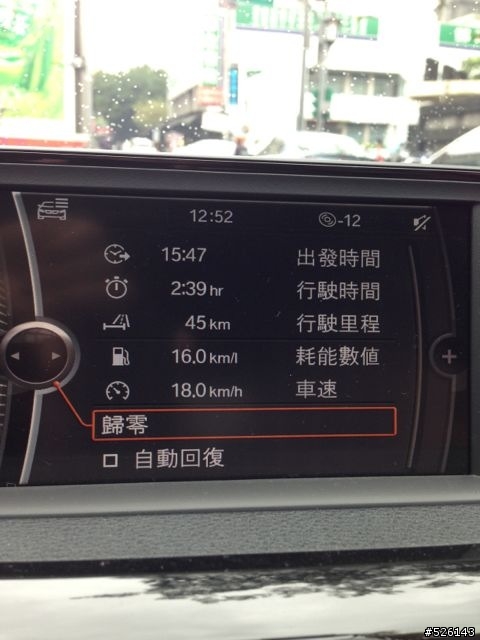 12:52 -12
15:47 出發時間
2:39 hr 行駛時間
45 km 行駛里程
16.0 km/l 耗能數值
18.0 km/h 車速
歸零
自動回復
#526143